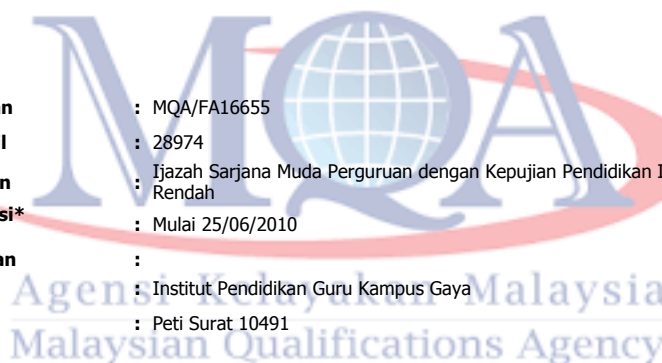 MQA
an : MQA/FA16655
l : 28974
n : Ijazah Sarjana Muda Perguruan dengan Kepujian Pendidikan I
Rendah
si* : Mulai 25/06/2010
an :
: Institut Pendidikan Guru Kampus Gaya
Agensi Kelayakan Malaysia
: Peti Surat 10491
Malaysian Qualifications Agency